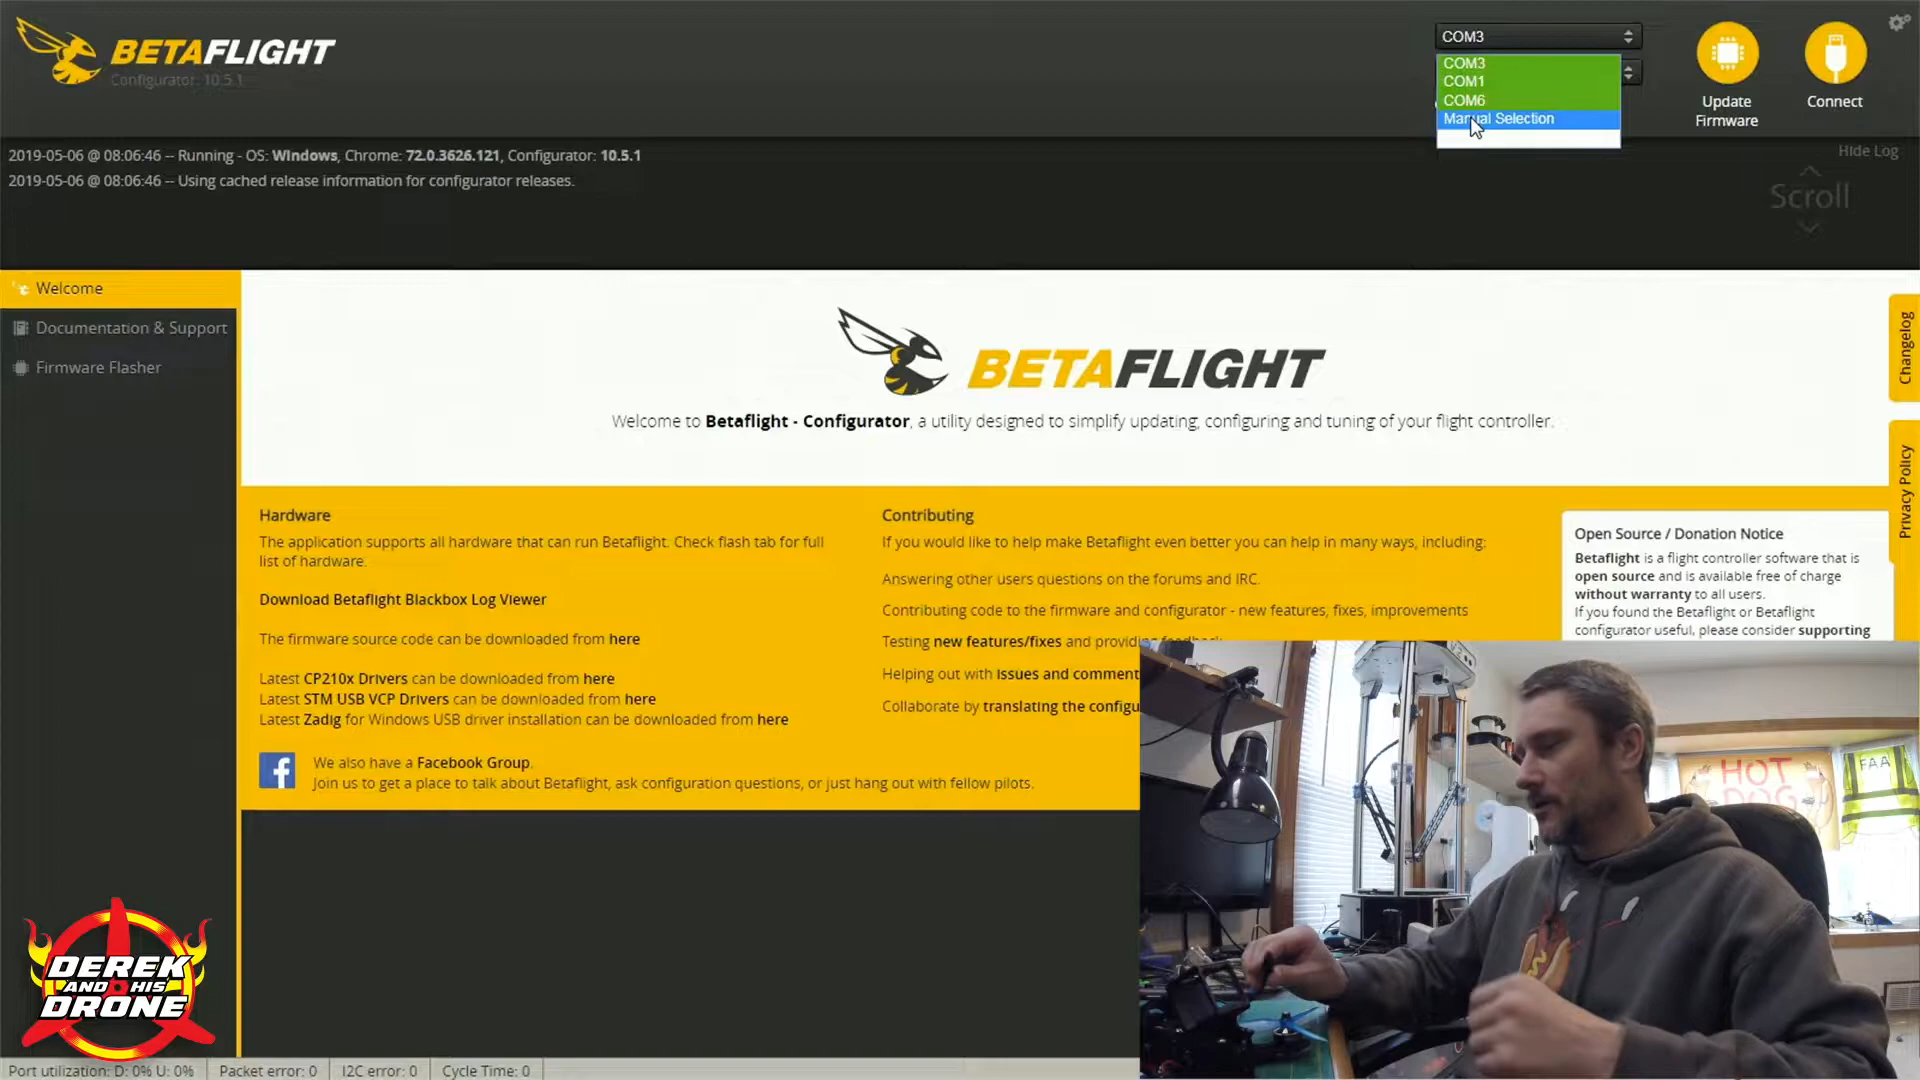 BETAFLIGHT
Configurator: 10.5.1
COM3
COM3
COM1
COM6
Manual Selection
Update
Firmware
Connect
2019-05-06 @ 08:06:46 -- Running - OS: Windows, Chrome: 72.0.3626.121, Configurator: 10.5.1
2019-05-06 @ 08:06:46 -- Using cached release information for configurator releases.
Hide Log
Scroll
Welcome
Documentation & Support
Firmware Flasher
BETAFLIGHT
Welcome to Betaflight - Configurator, a utility designed to simplify updating, configuring and tuning of your flight controller.
Changelog
Privacy Policy
Hardware
The application supports all hardware that can run Betaflight. Check flash tab for full
list of hardware.
Download Betaflight Blackbox Log Viewer
The firmware source code can be downloaded from here
Latest CP210x Drivers can be downloaded from here
Latest STM USB VCP Drivers can be downloaded from here
Latest Zadig for Windows USB driver installation can be downloaded from here
We also have a Facebook Group.
Join us to get a place to talk about Betaflight, ask configuration questions, or just hang out with fellow pilots.
Contributing
If you would like to help make Betaflight even better you can help in many ways, including:
Answering other users questions on the forums and IRC.
Contributing code to the firmware and configurator - new features, fixes, improvements
Testing new features/fixes and providing feedback
Helping out with issues and comment
Collaborate by translating the configu
Open Source / Donation Notice
Betaflight is a flight controller software that is
open source and is available free of charge
without warranty to all users.
If you found the Betaflight or Betaflight
configurator useful, please consider supporting
HOT
DOG
FAA
DEREK
AND HIS
DRONE
Port utilization: D: 0% U: 0%
Packet error: 0
I2C error: 0
Cycle Time: 0